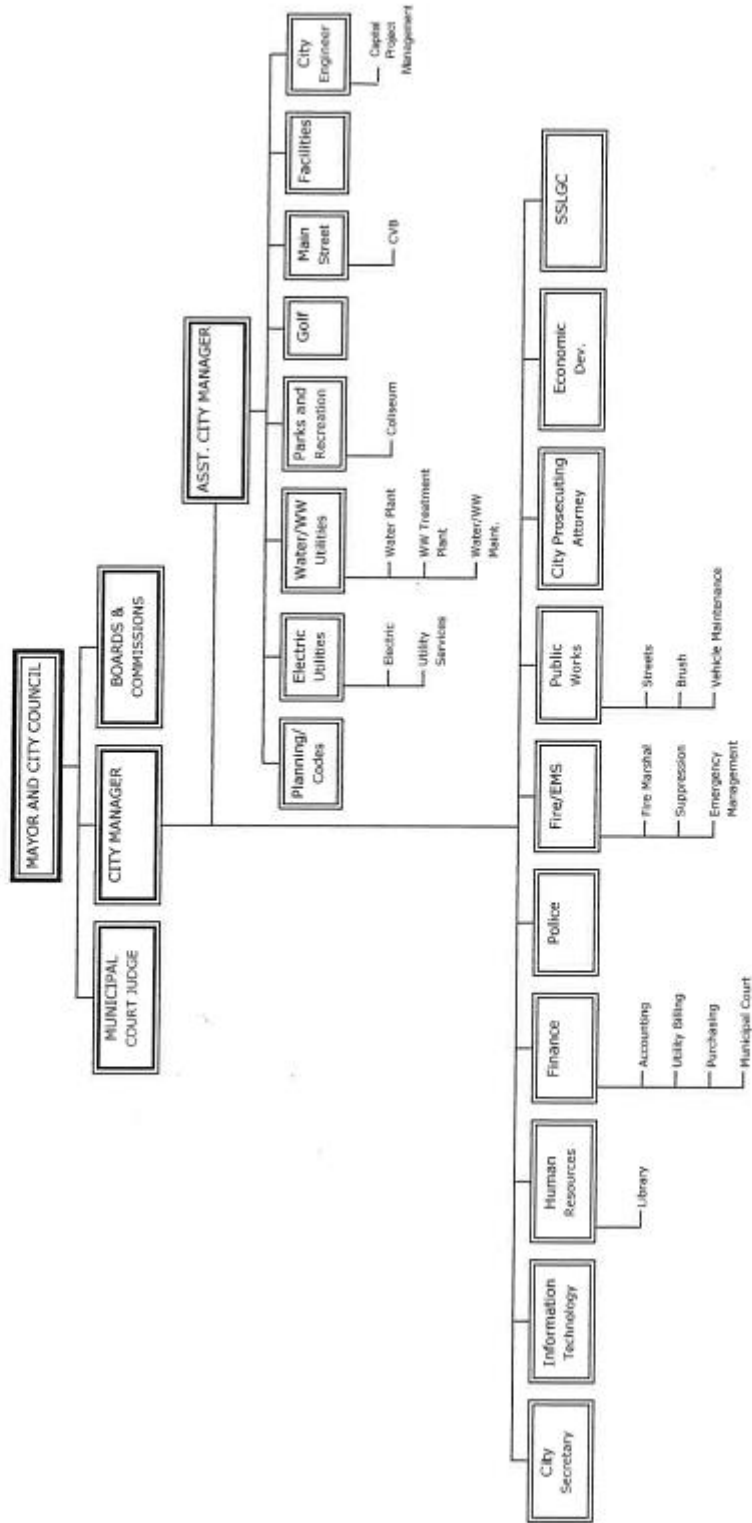 MAYOR AND CITY COUNCIL
MUNICIPAL
COURT JUDGE
CITY MANAGER
BOARDS &
COMMISSIONS
ASST. CITY MANAGER
Planning/
Codes
Electric
Utilities
Electric
Utility
Services
Water/WW
Utilities
Water Plant
WW Treatment
Plant
Water/WW
Maint.
Parks and
Recreation
Coliseum
Golf
Main
Street
CVB
Facilities
City
Engineer
Capital
Project
Management
City
Secretary
Information
Technology
Human
Resources
Library
Finance
Accounting
Utility Billing
Purchasing
Municipal Court
Police
Fire/EMS
Fire Marshal
Suppression
Emergency
Management
Public
Works
Streets
Brush
Vehicle Maintenance
City Prosecuting
Attorney
Economic
Dev.
SSLGC